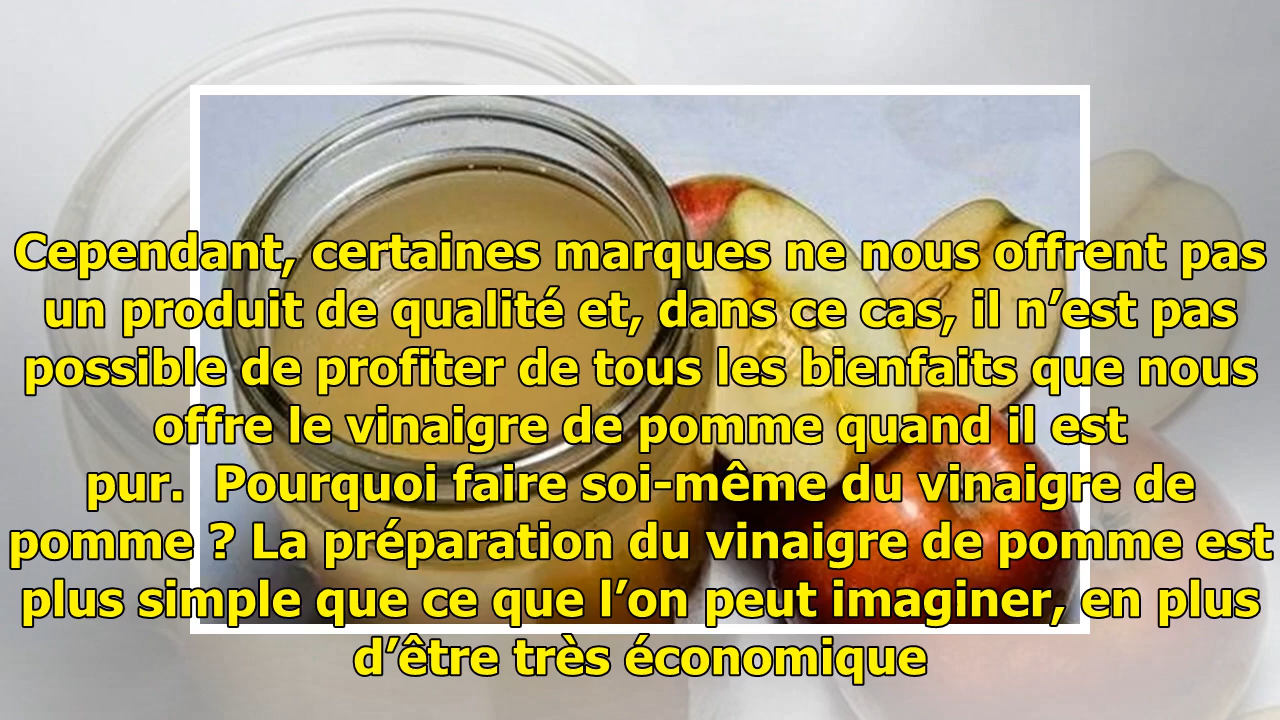 Cependant, certaines marques ne nous offrent pas
un produit de qualité et, dans ce cas, il n’est pas
possible de profiter de tous les bienfaits que nous
offre le vinaigre de pomme quand il est
pur.  Pourquoi faire soi-même du vinaigre de
pomme ? La préparation du vinaigre de pomme est
plus simple que ce que l’on peut imaginer, en plus
d’être très économique